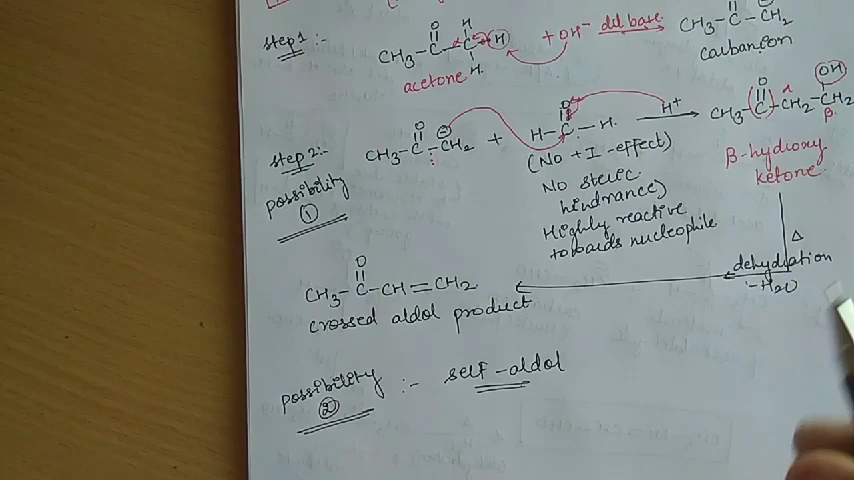 Step 1 :-
CH3-C-C-H + OH- dil base CH3-C-CH2
O H
H
acetone
carbanion
Step 2:- CH3-C-CH2 + H-C-H H+ CH3-C-CH2-CH2
O O O α OH
β
possibility
①
(No + I-effect)
No steric
hindrance)
Highly reactive
towards nucleophile
β-hydroxy
ketone
Δ
dehydration
-H2O
O
CH3-C-CH=CH2
crossed aldol product
possibility
② :- self-aldol